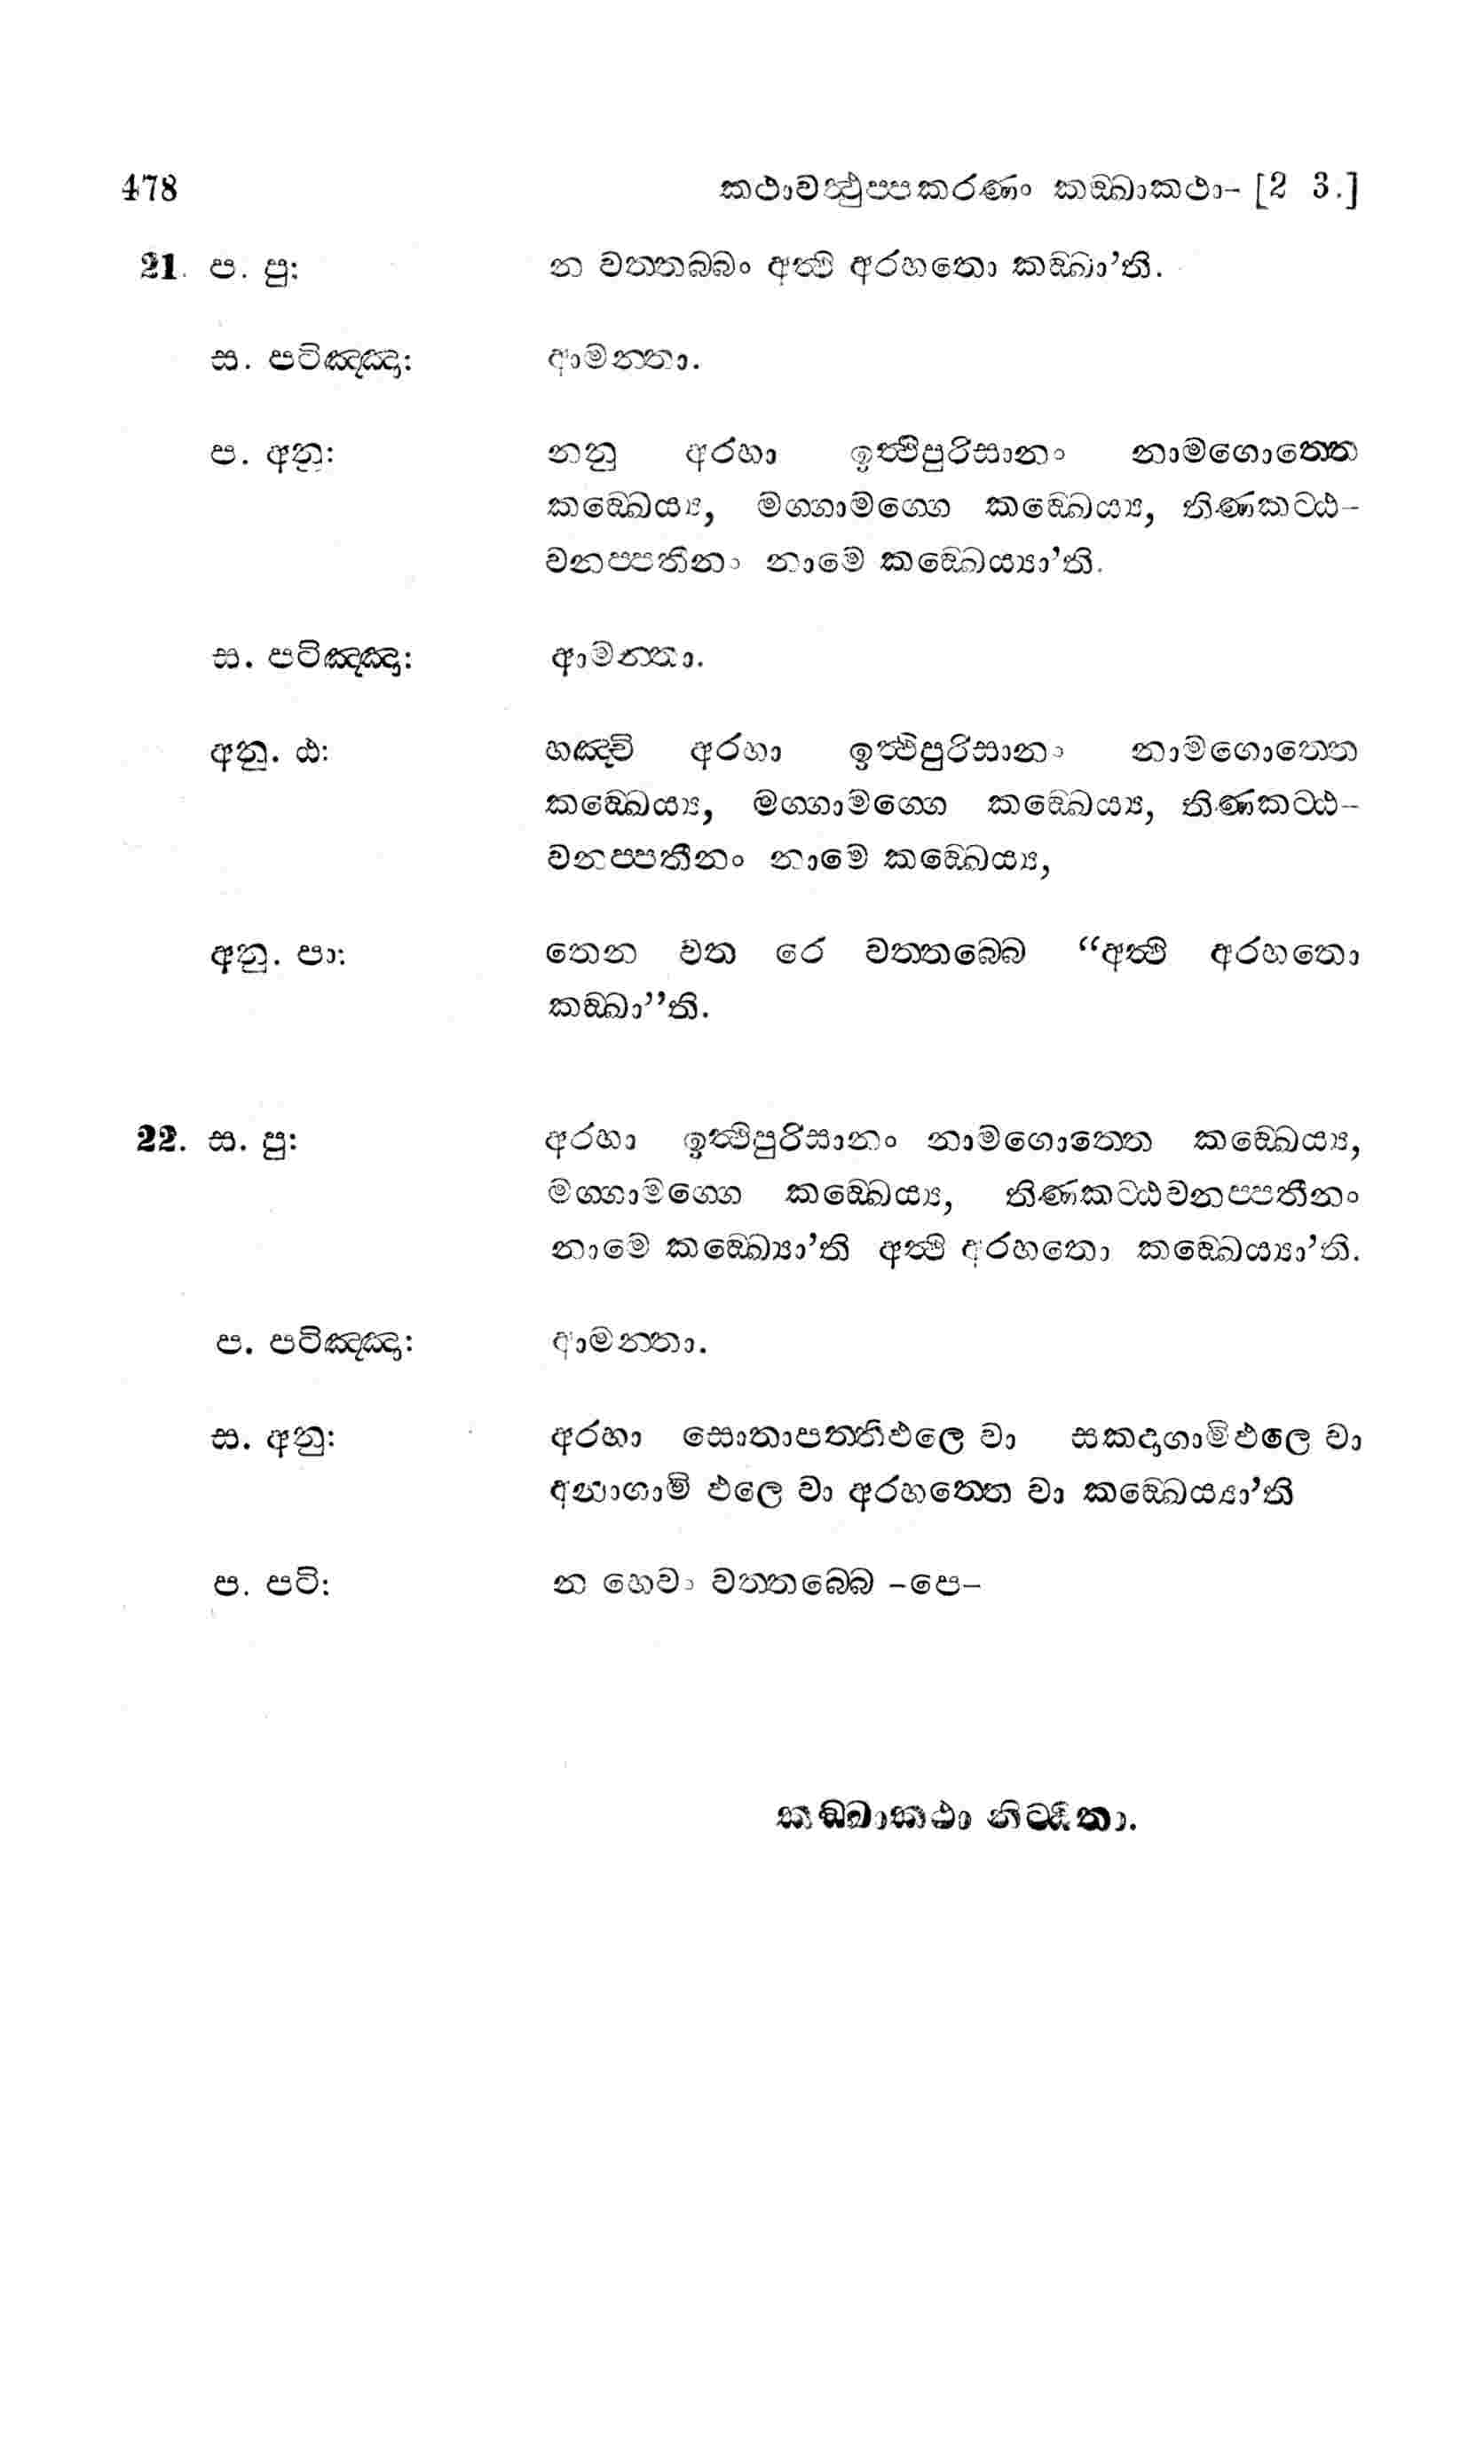 478 කථාවත්‍ථුප‍්පකරණං කඞ‍්ඛාකථා- [2 3.]
21. ප. පු: න වත‍්තබ‍්බං අත්‍ථි අරහතො කඞ‍්ඛා’ති.
ස. පටිඤ‍්ඤා: ආමන‍්තා.
ප. අනු: නනු අරහා ඉත්‍ථිපුරිසානං නාමගොත‍්තෙ
කඞ‍්ඛෙය්‍ය, මග‍්ගාමග‍්ගෙ කඞ‍්ඛෙය්‍ය, තිණකට‍්ඨ-
වනප‍්පතීනං නාමෙ කඞ‍්ඛෙය්‍යා’ති.
ස. පටිඤ‍්ඤා: ආමන‍්තා.
අනු. ඨ: හඤ‍්චි අරහා ඉත්‍ථිපුරිසානං නාමගොත‍්තෙ
කඞ‍්ඛෙය්‍ය, මග‍්ගාමග‍්ගෙ කඞ‍්ඛෙය්‍ය, තිණකට‍්ඨ-
වනප‍්පතීනං නාමෙ කඞ‍්ඛෙය්‍ය,
අනු. පා: තෙන වත රෙ වත‍්තබ‍්බෙ “අත්‍ථි අරහතො
කඞ‍්ඛා”ති.
22. ස. පු: අරහා ඉත්‍ථිපුරිසානං නාමගොත‍්තෙ කඞ‍්ඛෙය්‍ය,
මග‍්ගාමග‍්ගෙ කඞ‍්ඛෙය්‍ය, තිණකට‍්ඨවනප‍්පතීනං
නාමෙ කඞ‍්ඛේ‍යා’ති අත්‍ථි අරහතො කඞ‍්ඛෙය්‍යා’ති.
ප. පටිඤ‍්ඤා: ආමන‍්තා.
ස. අනු: අරහා සොතාපත‍්තිඵලෙ වා සකදාගාමිඵලෙ වා
අනාගාමි ඵලෙ වා අරහත‍්තෙ වා කඞ‍්ඛෙය්‍යා’ති
ප. පටි: න හෙවං වත‍්තබ‍්බෙ -පෙ-
කඞ‍්ඛාකථා නිට‍්ඨිතා.